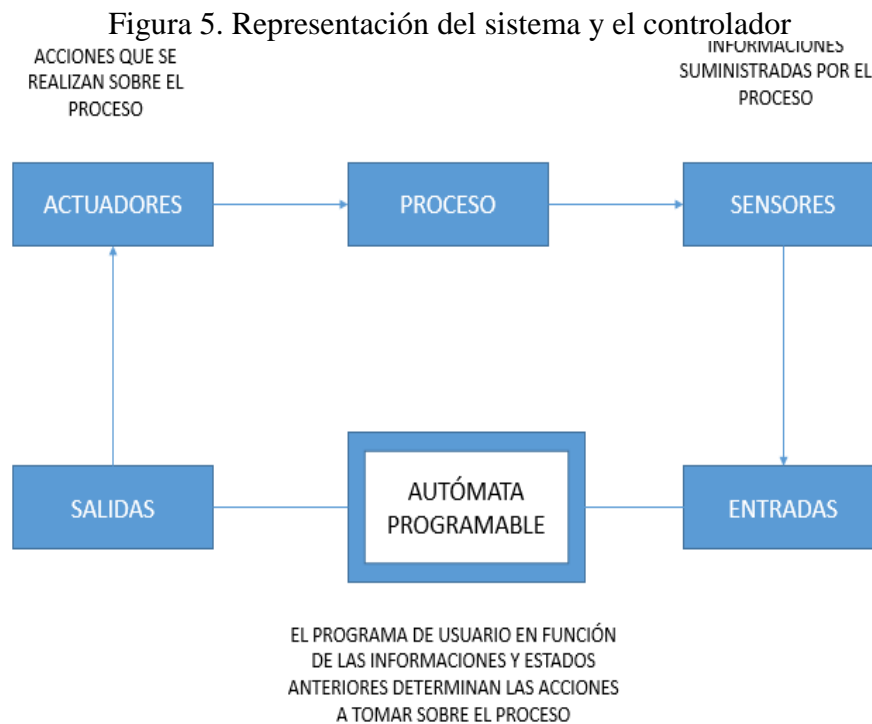 Figura 5. Representación del sistema y el controlador
ACCIONES QUE SE
REALIZAN SOBRE EL
PROCESO
INFORMACIONES
SUMINISTRADAS POR EL
PROCESO
ACTUADORES
PROCESO
SENSORES
SALIDAS
AUTÓMATA
PROGRAMABLE
ENTRADAS
EL PROGRAMA DE USUARIO EN FUNCIÓN
DE LAS INFORMACIONES Y ESTADOS
ANTERIORES DETERMINAN LAS ACCIONES
A TOMAR SOBRE EL PROCESO